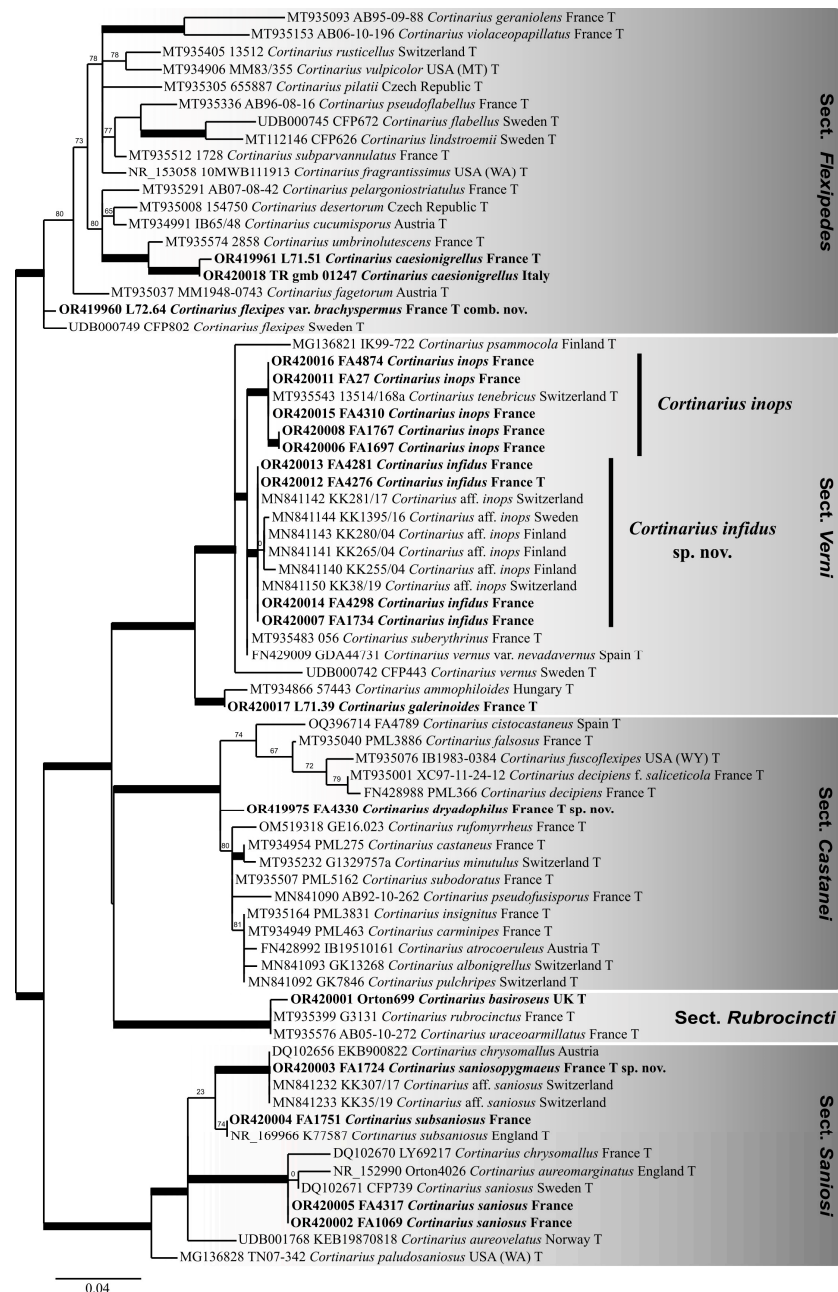 MT935093 AB95-09-88 Cortinarius geraniolens France T
MT935153 AB06-10-196 Cortinarius violaceopapillatus France T
78
78
MT935405 13512 Cortinarius rusticellus Switzerland T
MT934906 MM83/355 Cortinarius vulpicolor USA (MT) T
MT935305 655887 Cortinarius pilatii Czech Republic T
MT935336 AB96-08-16 Cortinarius pseudoflabellus France T
UDB000745 CFP672 Cortinarius flabellus Sweden T
77
MT112146 CFP626 Cortinarius lindstroemii Sweden T
73
MT935512 1728 Cortinarius subparvannulatus France T
NR_153058 10MWB111913 Cortinarius fragrantissimus USA (WA) T
MT935291 AB07-08-42 Cortinarius pelargoniostriatulus France T
65
MT935008 154750 Cortinarius desertorum Czech Republic T
80
80
MT934991 IB65/48 Cortinarius cucumisporus Austria T
MT935574 2858 Cortinarius umbrinolutescens France T
OR419961 L71.51 Cortinarius caesionigrellus France T
OR420018 TR gmb 01247 Cortinarius caesionigrellus Italy
MT935037 MM1948-0743 Cortinarius fagetorum Austria T
OR419960 L72.64 Cortinarius flexipes var. brachyspermus France T comb. nov.
UDB000749 CFP802 Cortinarius flexipes Sweden T
Sect. Flexipedes
MG136821 IK99-722 Cortinarius psammocola Finland T
OR420016 FA4874 Cortinarius inops France
OR420011 FA27 Cortinarius inops France
MT935543 13514/168a Cortinarius tenebricus Switzerland T
OR420015 FA4310 Cortinarius inops France
OR420008 FA1767 Cortinarius inops France
OR420006 FA1697 Cortinarius inops France
Cortinarius inops
OR420013 FA4281 Cortinarius infidus France
OR420012 FA4276 Cortinarius infidus France T
MN841142 KK281/17 Cortinarius aff. inops Switzerland
MN841144 KK1395/16 Cortinarius aff. inops Sweden
MN841143 KK280/04 Cortinarius aff. inops Finland
0
MN841141 KK265/04 Cortinarius aff. inops Finland
MN841140 KK255/04 Cortinarius aff. inops Finland
MN841150 KK38/19 Cortinarius aff. inops Switzerland
OR420014 FA4298 Cortinarius infidus France
OR420007 FA1734 Cortinarius infidus France
Cortinarius infidus
sp. nov.
MT935483 056 Cortinarius suberythrinus France T
FN429009 GDA44731 Cortinarius vernus var. nevadavernus Spain T
UDB000742 CFP443 Cortinarius vernus Sweden T
MT934866 57443 Cortinarius ammophiloides Hungary T
OR420017 L71.39 Cortinarius galerinoides France T
Sect. Verni
OQ396714 FA4789 Cortinarius cistocastaneus Spain T
74
MT935040 PML3886 Cortinarius falsosus France T
67
MT935076 IB1983-0384 Cortinarius fuscoflexipes USA (WY) T
72
MT935001 XC97-11-24-12 Cortinarius decipiens f. saliceticola France T
79
FN428988 PML366 Cortinarius decipiens France T
OR419975 FA4330 Cortinarius dryadophilus France T sp. nov.
OM519318 GE16.023 Cortinarius rufomyrrheus France T
80
MT934954 PML275 Cortinarius castaneus France T
MT935232 G1329757a Cortinarius minutulus Switzerland T
MT935507 PML5162 Cortinarius subodoratus France T
MN841090 AB92-10-262 Cortinarius pseudofusisporus France T
MT935164 PML3831 Cortinarius insignitus France T
81
MT934949 PML463 Cortinarius carminipes France T
FN428992 IB19510161 Cortinarius atrocoeruleus Austria T
MN841093 GK13268 Cortinarius albonigrellus Switzerland T
MN841092 GK7846 Cortinarius pulchripes Switzerland T
Sect. Castanei
OR420001 Orton699 Cortinarius basiroseus UK T
MT935399 G3131 Cortinarius rubrocinctus France T
MT935576 AB05-10-272 Cortinarius uraceoarmillatus France T
Sect. Rubrocincti
DQ102656 EKB900822 Cortinarius chrysomallus Austria
OR420003 FA1724 Cortinarius saniosopygmaeus France T sp. nov.
MN841232 KK307/17 Cortinarius aff. saniosus Switzerland
23
MN841233 KK35/19 Cortinarius aff. saniosus Switzerland
74
OR420004 FA1751 Cortinarius subsaniosus France
NR_169966 K77587 Cortinarius subsaniosus England T
DQ102670 LY69217 Cortinarius chrysomallus France T
NR_152990 Orton4026 Cortinarius aureomarginatus England T
0
DQ102671 CFP739 Cortinarius saniosus Sweden T
OR420005 FA4317 Cortinarius saniosus France
OR420002 FA1069 Cortinarius saniosus France
UDB001768 KEB19870818 Cortinarius aureovelatus Norway T
MG136828 TN07-342 Cortinarius paludosaniosus USA (WA) T
Sect. Saniosi
0.04